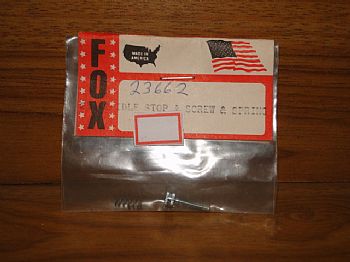 FOX
MADE IN
AMERICA
23662
IDLE STOP & SCREW & SPRING